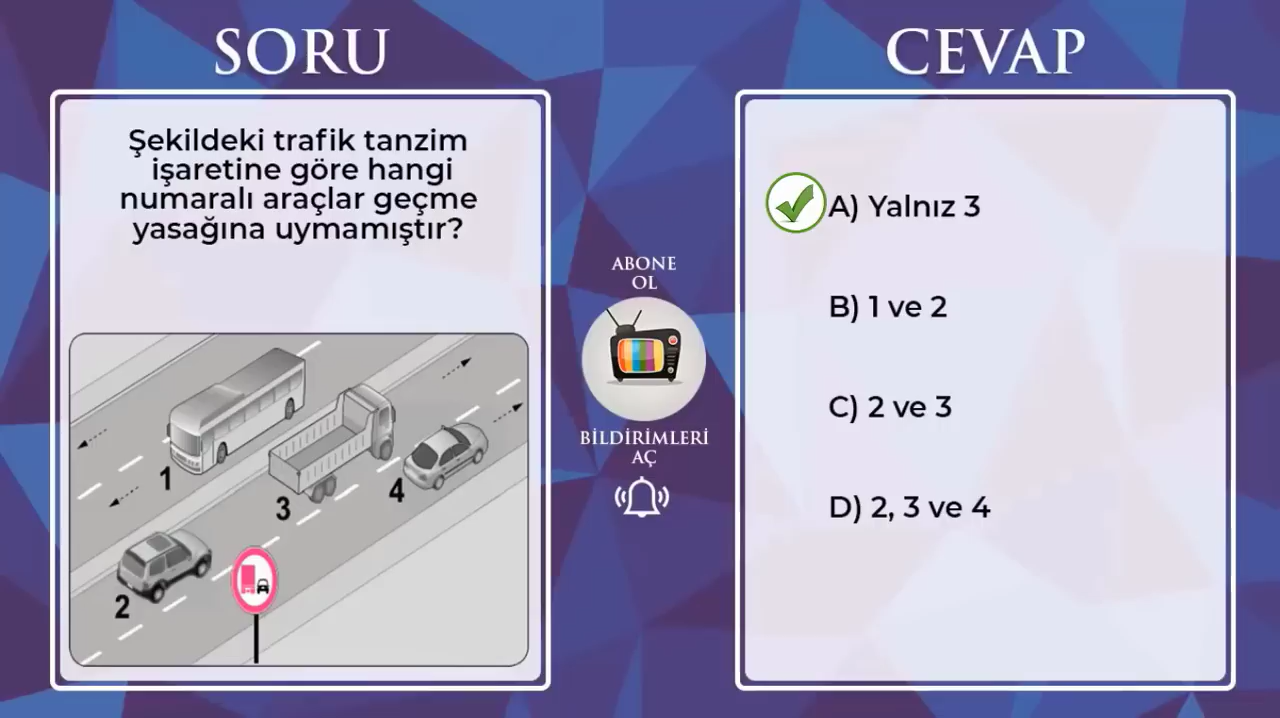 SORU
Şekildeki trafik tanzim
işaretine göre hangi
numaralı araçlar geçme
yasağına uymamıştır?
1
3
4
2
ABONE
OL
BİLDİRİMLERİ
AÇ
CEVAP
A) Yalnız 3
B) 1 ve 2
C) 2 ve 3
D) 2, 3 ve 4